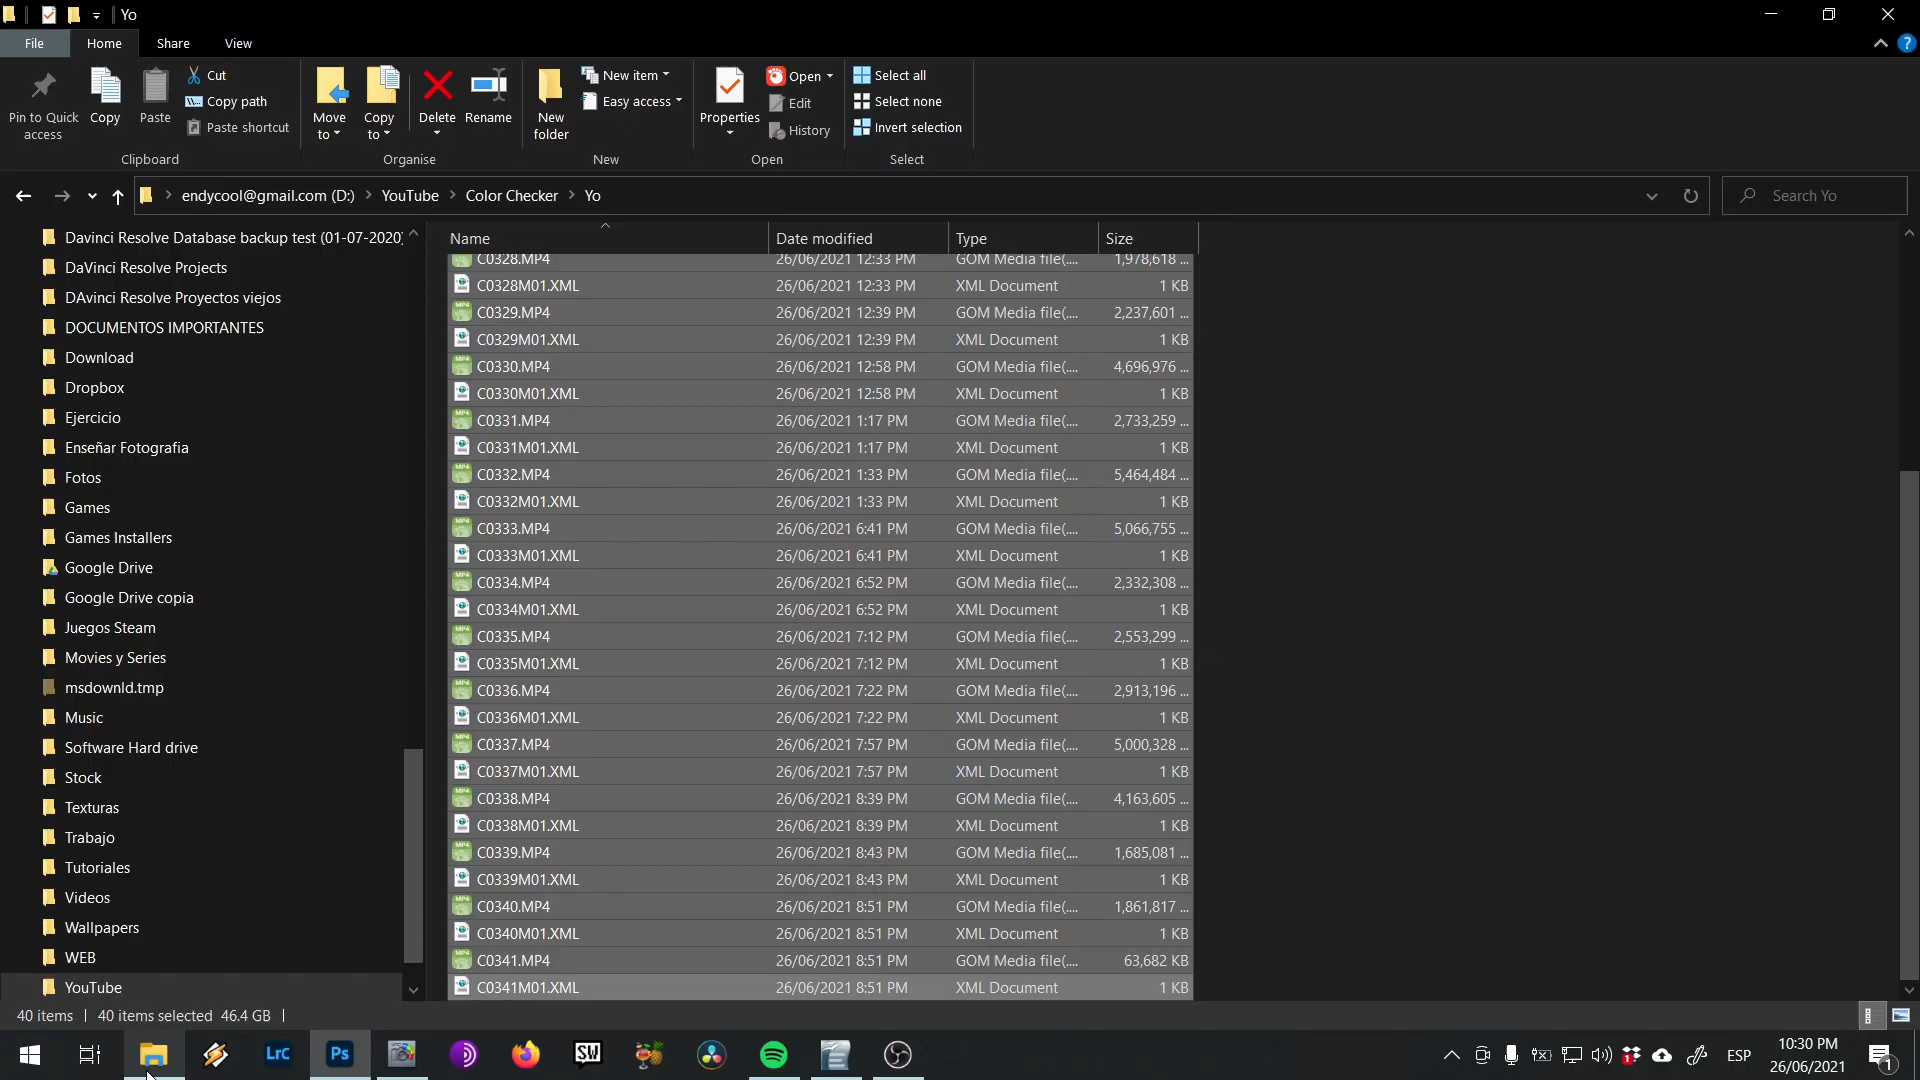 Yo
File
Home
Share
View
Pin to Quick
access
Copy
Paste
Cut
Copy path
Paste shortcut
Clipboard
Move
to
Copy
to
Delete
Rename
Organise
New
folder
New item
Easy access
New
Properties
Open
Edit
History
Open
Select all
Select none
Invert selection
Select
endycool@gmail.com (D:)
YouTube
Color Checker
Yo
Search Yo
Davinci Resolve Database backup test (01-07-2020)
DaVinci Resolve Projects
DAvinci Resolve Proyectos viejos
DOCUMENTOS IMPORTANTES
Download
Dropbox
Ejercicio
Enseñar Fotografia
Fotos
Games
Games Installers
Google Drive
Google Drive copia
Juegos Steam
Movies y Series
msdownld.tmp
Music
Software Hard drive
Stock
Texturas
Trabajo
Tutoriales
Videos
Wallpapers
WEB
YouTube
Name Date modified Type Size
C0328.MP4 26/06/2021 12:33 PM GOM Media file(.... 1,978,618 ...
C0328M01.XML 26/06/2021 12:33 PM XML Document 1 KB
C0329.MP4 26/06/2021 12:39 PM GOM Media file(.... 2,237,601 ...
C0329M01.XML 26/06/2021 12:39 PM XML Document 1 KB
C0330.MP4 26/06/2021 12:58 PM GOM Media file(.... 4,696,976 ...
C0330M01.XML 26/06/2021 12:58 PM XML Document 1 KB
C0331.MP4 26/06/2021 1:17 PM GOM Media file(.... 2,733,259 ...
C0331M01.XML 26/06/2021 1:17 PM XML Document 1 KB
C0332.MP4 26/06/2021 1:33 PM GOM Media file(.... 5,464,484 ...
C0332M01.XML 26/06/2021 1:33 PM XML Document 1 KB
C0333.MP4 26/06/2021 6:41 PM GOM Media file(.... 5,066,755 ...
C0333M01.XML 26/06/2021 6:41 PM XML Document 1 KB
C0334.MP4 26/06/2021 6:52 PM GOM Media file(.... 2,332,308 ...
C0334M01.XML 26/06/2021 6:52 PM XML Document 1 KB
C0335.MP4 26/06/2021 7:12 PM GOM Media file(.... 2,553,299 ...
C0335M01.XML 26/06/2021 7:12 PM XML Document 1 KB
C0336.MP4 26/06/2021 7:22 PM GOM Media file(.... 2,913,196 ...
C0336M01.XML 26/06/2021 7:22 PM XML Document 1 KB
C0337.MP4 26/06/2021 7:57 PM GOM Media file(.... 5,000,328 ...
C0337M01.XML 26/06/2021 7:57 PM XML Document 1 KB
C0338.MP4 26/06/2021 8:39 PM GOM Media file(.... 4,163,605 ...
C0338M01.XML 26/06/2021 8:39 PM XML Document 1 KB
C0339.MP4 26/06/2021 8:43 PM GOM Media file(.... 1,685,081 ...
C0339M01.XML 26/06/2021 8:43 PM XML Document 1 KB
C0340.MP4 26/06/2021 8:51 PM GOM Media file(.... 1,861,817 ...
C0340M01.XML 26/06/2021 8:51 PM XML Document 1 KB
C0341.MP4 26/06/2021 8:51 PM GOM Media file(.... 63,682 KB
C0341M01.XML 26/06/2021 8:51 PM XML Document 1 KB
40 items 40 items selected 46.4 GB
LrC
Ps
SW
ESP
10:30 PM
26/06/2021
1